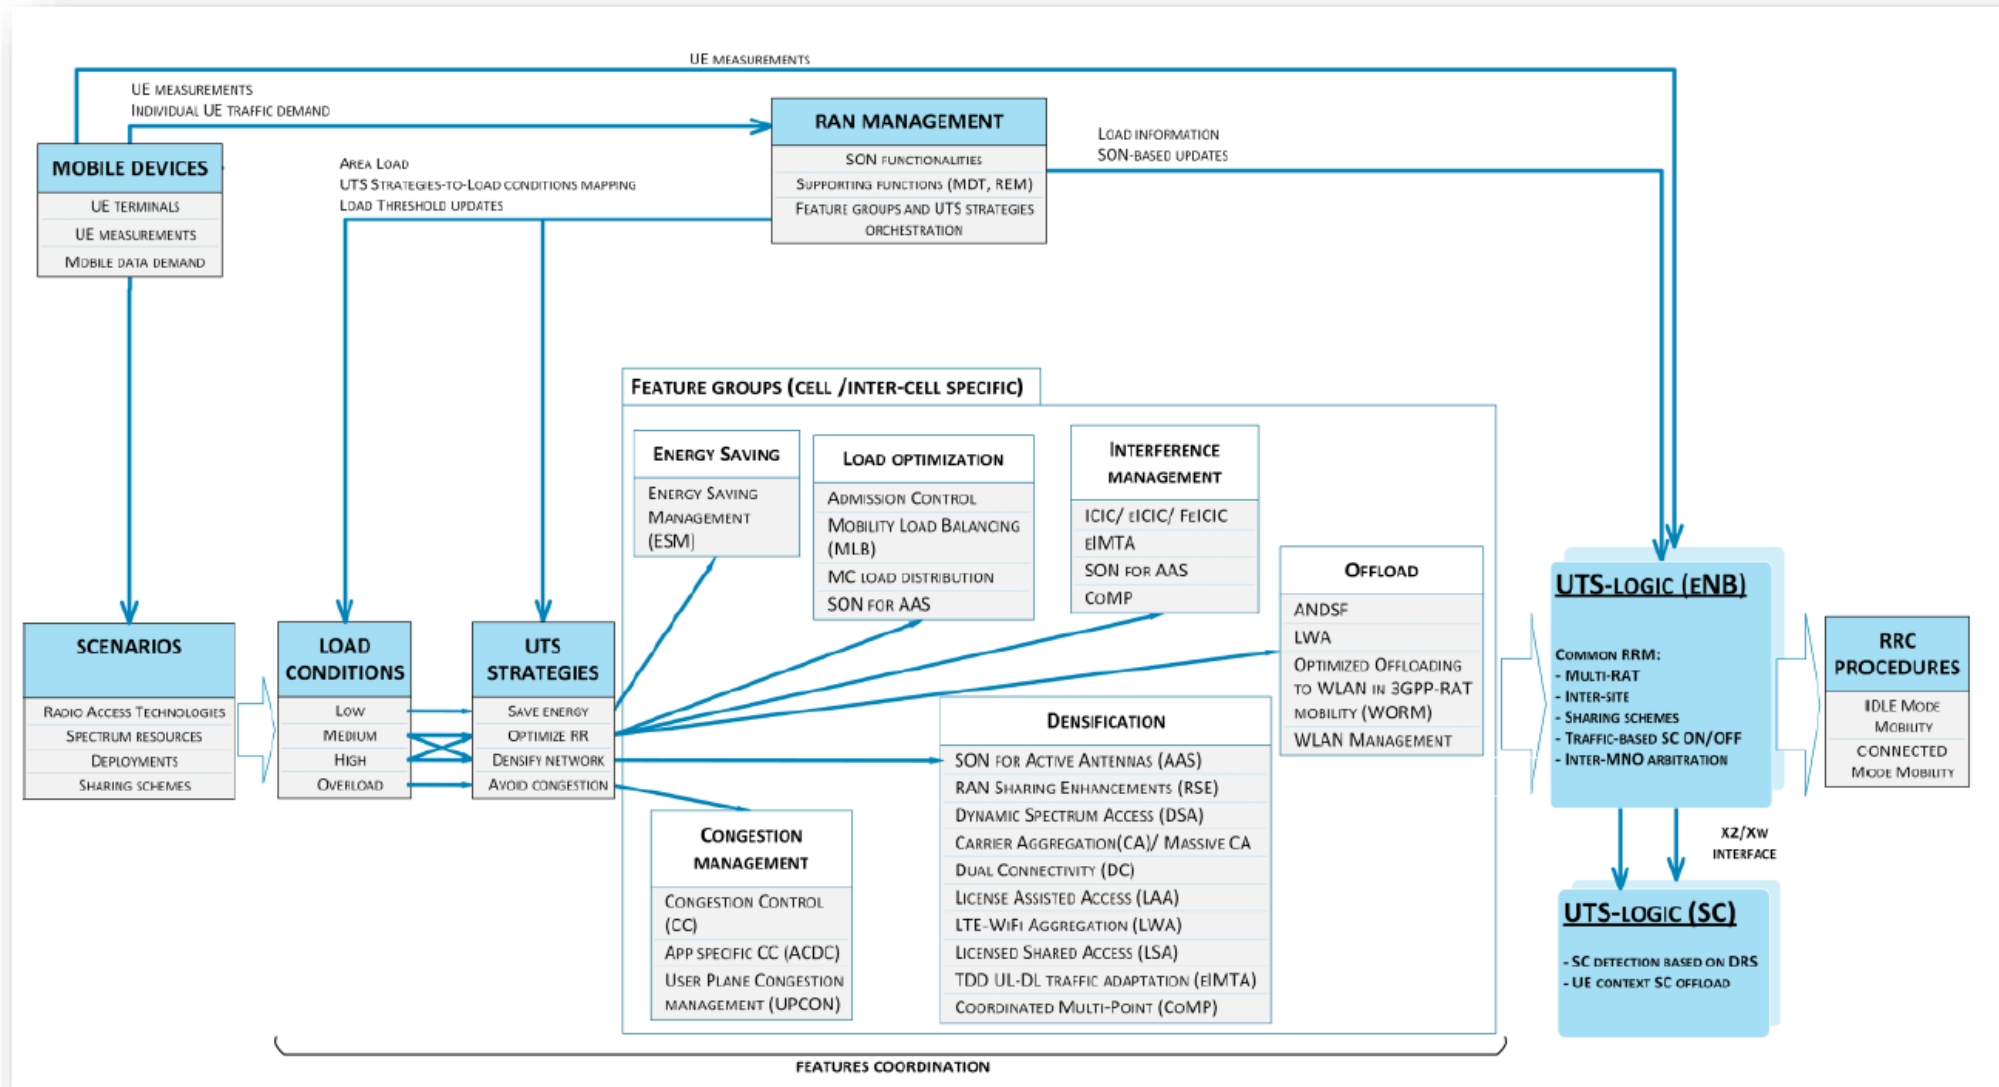 UE MEASUREMENTS
UE MEASUREMENTS
INDIVIDUAL UE TRAFFIC DEMAND
RAN MANAGEMENT
SON FUNCTIONALITIES
SUPPORTING FUNCTIONS (MDT, REM)
FEATURE GROUPS AND UTS STRATEGIES
ORCHESTRATION
LOAD INFORMATION
SON-BASED UPDATES
MOBILE DEVICES
UE TERMINALS
UE MEASUREMENTS
MOBILE DATA DEMAND
AREA LOAD
UTS STRATEGIES-TO-LOAD CONDITIONS MAPPING
LOAD THRESHOLD UPDATES
FEATURE GROUPS (CELL /INTER-CELL SPECIFIC)
ENERGY SAVING
ENERGY SAVING
MANAGEMENT
(ESM)
LOAD OPTIMIZATION
ADMISSION CONTROL
MOBILITY LOAD BALANCING
(MLB)
MC LOAD DISTRIBUTION
SON FOR AAS
INTERFERENCE
MANAGEMENT
ICIC/ EICIC/ FEICIC
EIMTA
SON FOR AAS
COMP
OFFLOAD
ANDSF
LWA
OPTIMIZED OFFLOADING
TO WLAN IN 3GPP-RAT
MOBILITY (WORM)
WLAN MANAGEMENT
SCENARIOS
RADIO ACCESS TECHNOLOGIES
SPECTRUM RESOURCES
DEPLOYMENTS
SHARING SCHEMES
LOAD
CONDITIONS
LOW
MEDIUM
HIGH
OVERLOAD
UTS
STRATEGIES
SAVE ENERGY
OPTIMIZE RR
DENSIFY NETWORK
AVOID CONGESTION
CONGESTION
MANAGEMENT
CONGESTION CONTROL
(CC)
APP SPECIFIC CC (ACDC)
USER PLANE CONGESTION
MANAGEMENT (UPCON)
DENSIFICATION
SON FOR ACTIVE ANTENNAS (AAS)
RAN SHARING ENHANCEMENTS (RSE)
DYNAMIC SPECTRUM ACCESS (DSA)
CARRIER AGGREGATION(CA)/ MASSIVE CA
DUAL CONNECTIVITY (DC)
LICENSE ASSISTED ACCESS (LAA)
LTE-WIFI AGGREGATION (LWA)
LICENSED SHARED ACCESS (LSA)
TDD UL-DL TRAFFIC ADAPTATION (EIMTA)
COORDINATED MULTI-POINT (COMP)
UTS-LOGIC (ENB)
COMMON RRM:
- MULTI-RAT
- INTER-SITE
- SHARING SCHEMES
- TRAFFIC-BASED SC ON/OFF
- INTER-MNO ARBITRATION
RRC
PROCEDURES
IDLE MODE
MOBILITY
CONNECTED
MODE MOBILITY
X2/XW
INTERFACE
UTS-LOGIC (SC)
- SC DETECTION BASED ON DRS
- UE CONTEXT SC OFFLOAD
FEATURES COORDINATION